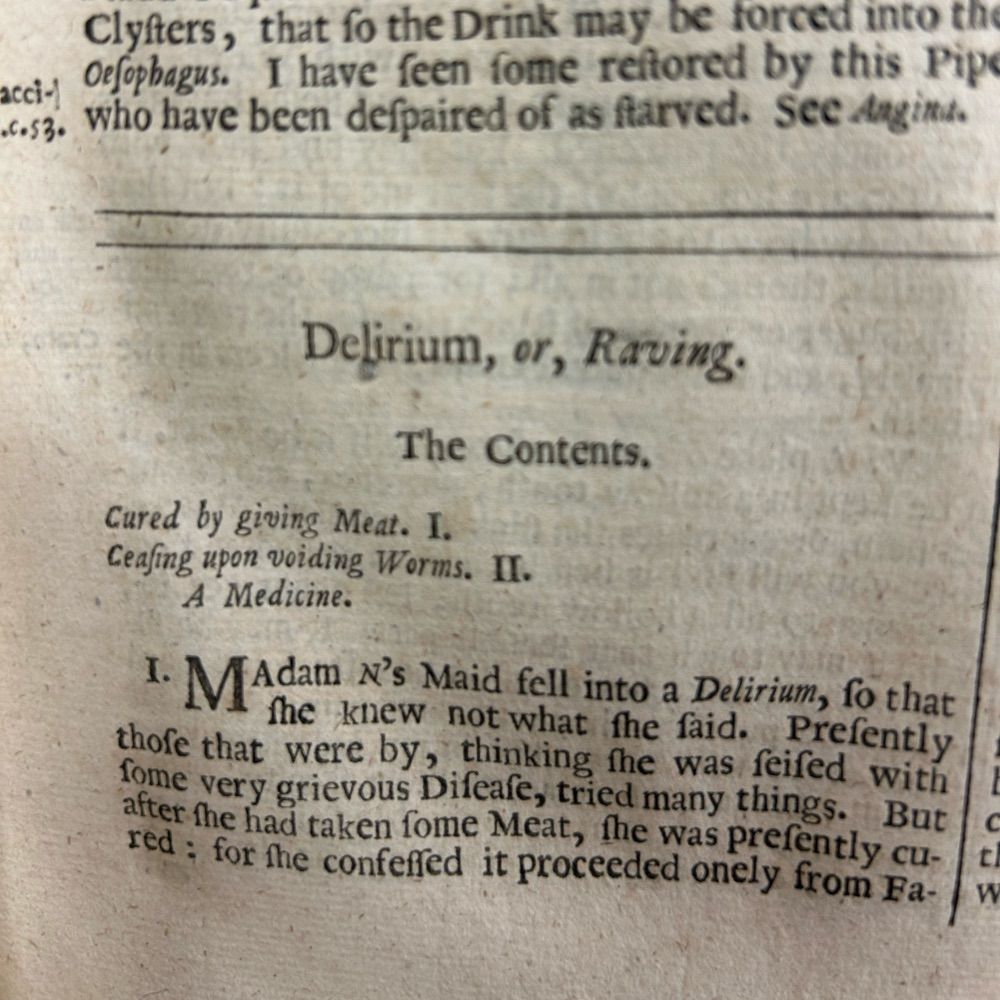 Clyſters, that ſo the Drink may be forced into the
Oeſophagus. I have ſeen ſome reſtored by this Pipe
who have been deſpaired of as ſtarved. See Angina.
acci-
.c.53.
Delirium, or, Raving.
The Contents.
Cured by giving Meat. I.
Ceaſing upon voiding Worms. II.
A Medicine.
I. MAdam N's Maid fell into a Delirium, ſo that
ſhe knew not what ſhe ſaid. Preſently
thoſe that were by, thinking ſhe was ſeiſed with
ſome very grievous Diſeaſe, tried many things. But
after ſhe had taken ſome Meat, ſhe was preſently cu-
red : for ſhe confeſſed it proceeded onely from Fa-